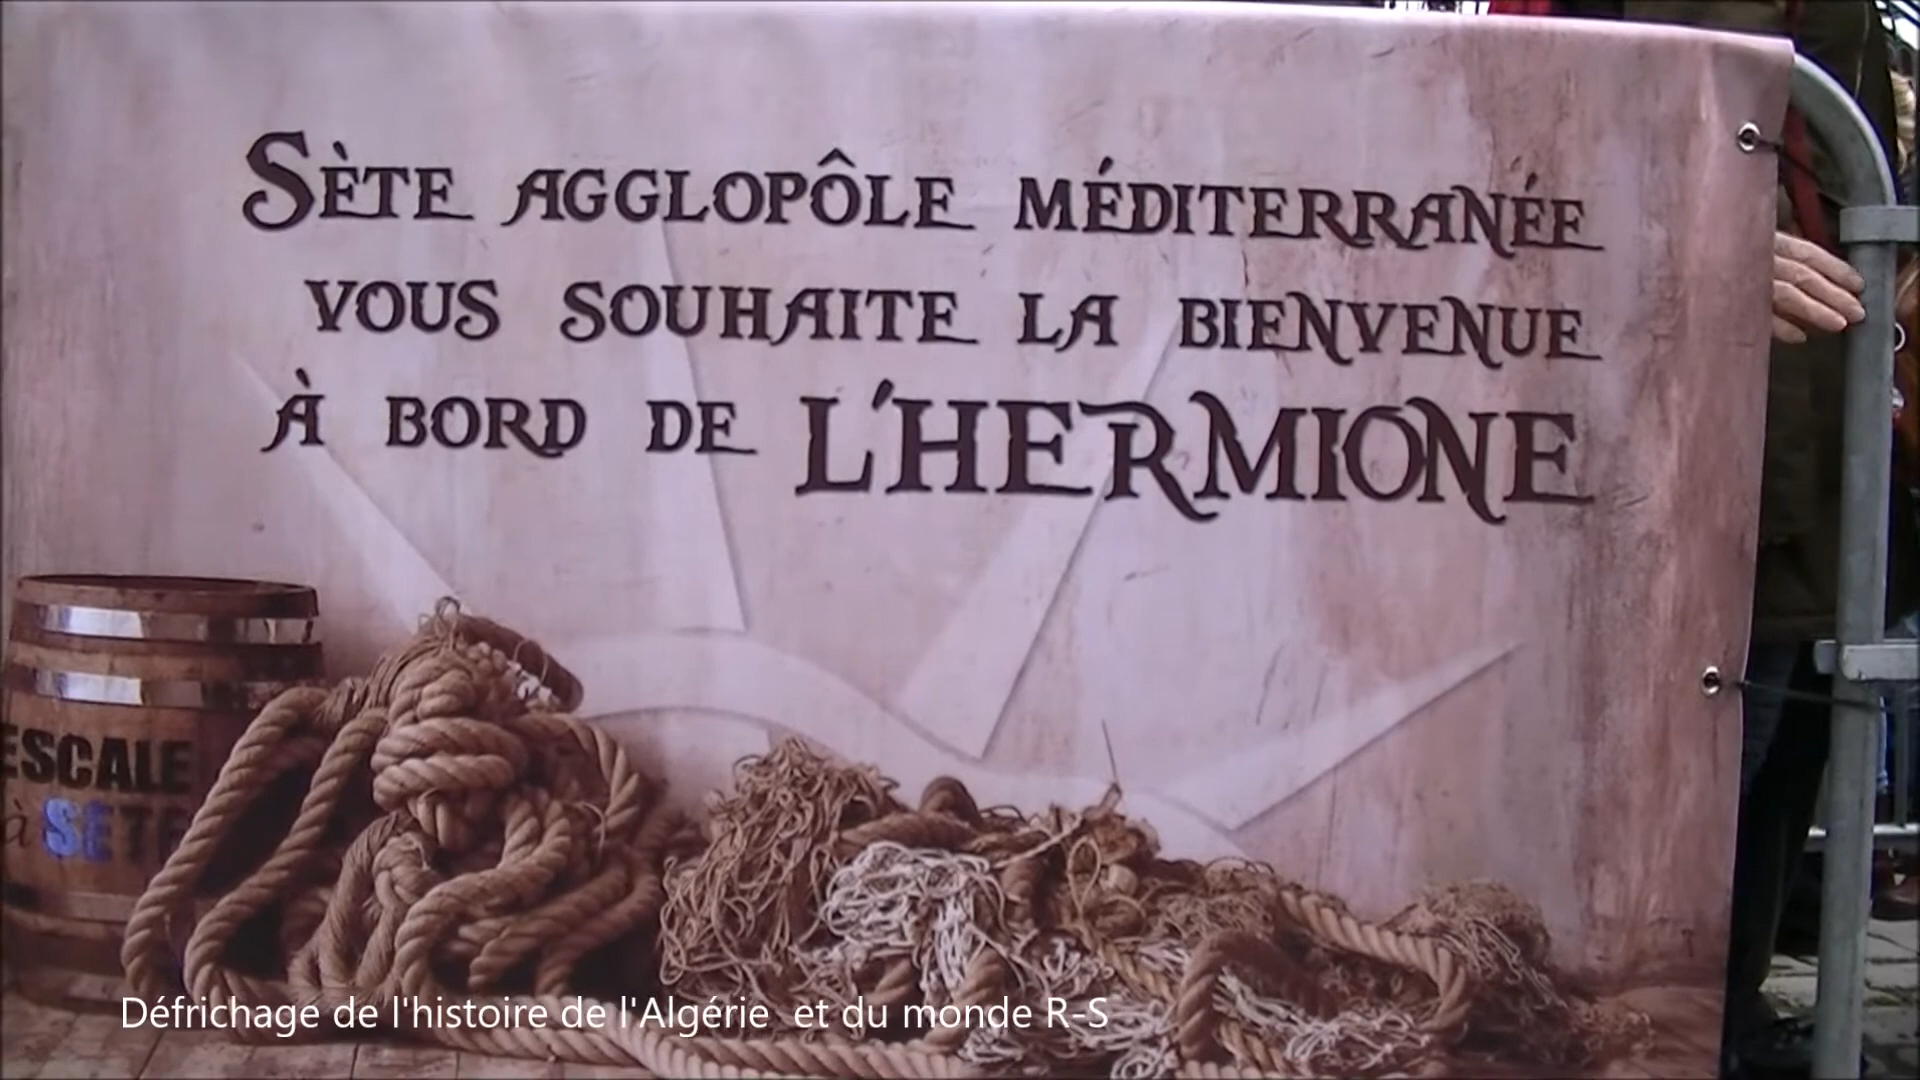 SÈTE AGGLOPÔLE MÉDITERRANÉE
VOUS SOUHAITE LA BIENVENUE
À BORD DE L'HERMIONE
ESCALE
à SETE
Défrichage de l'histoire de l'Algérie et du monde R-S